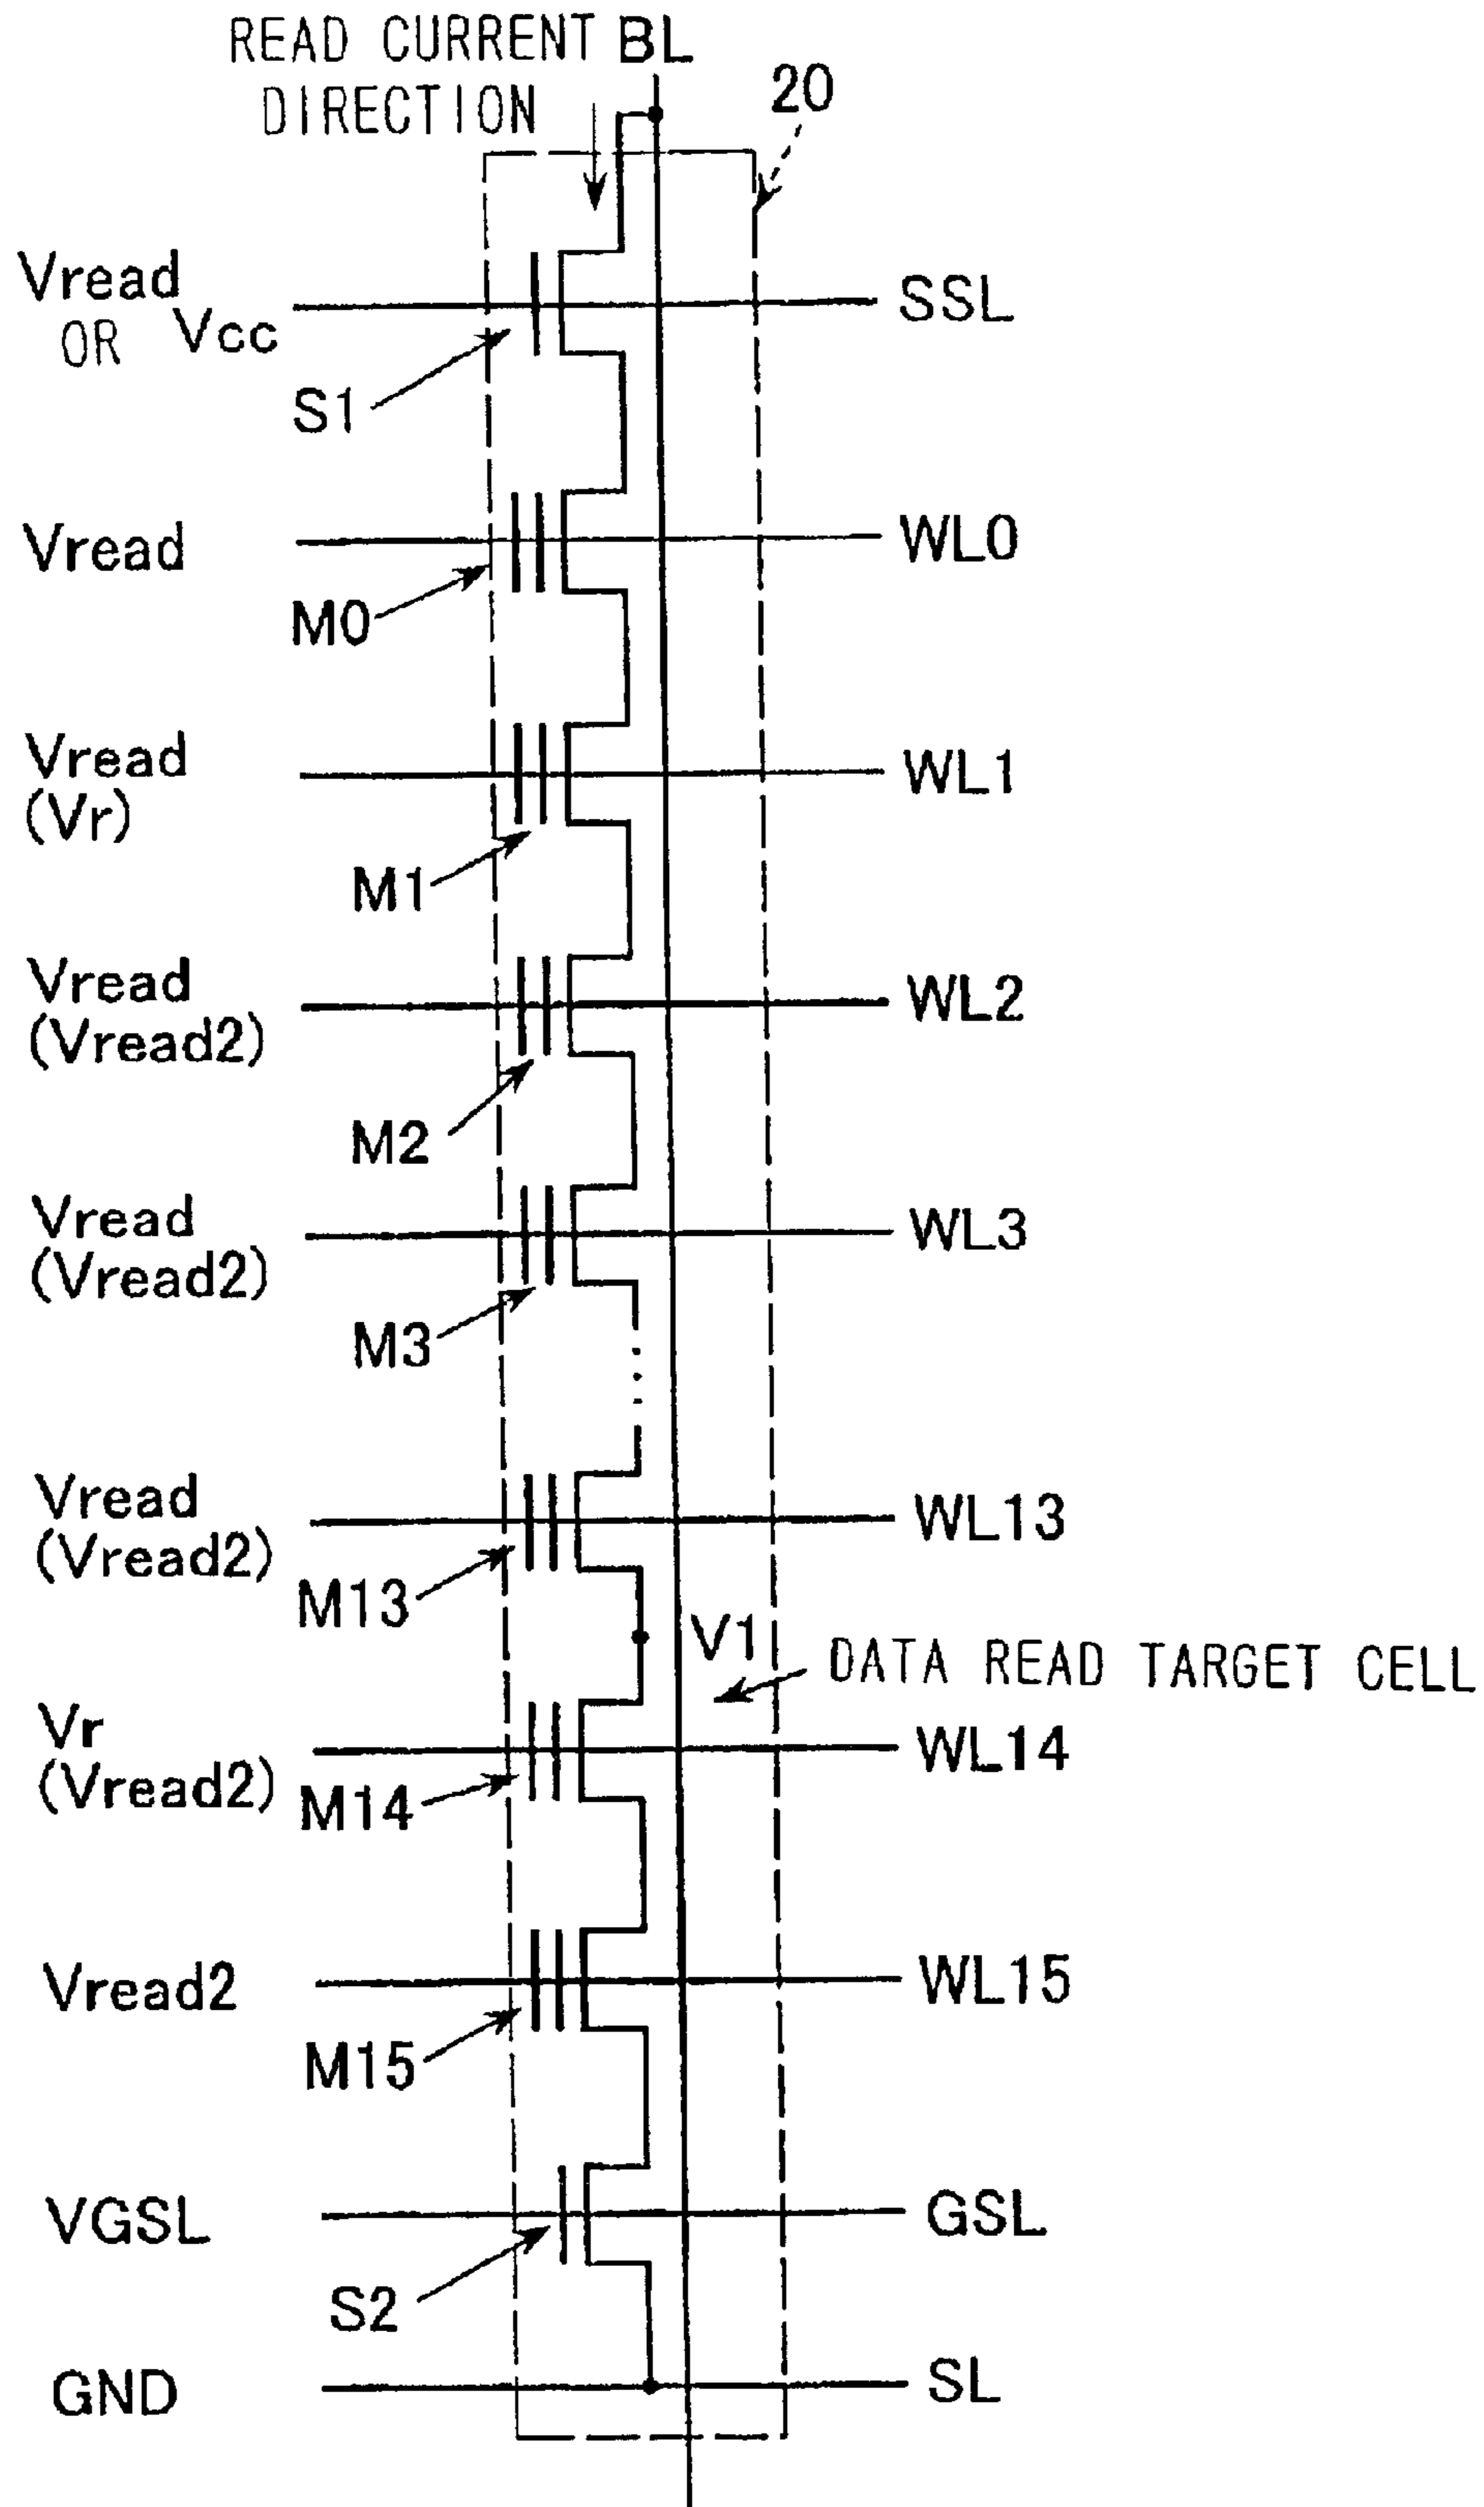 READ CURRENT BL
DIRECTION
20
Vread
OR Vcc
SSL
S1
Vread
WL0
M0
Vread
(Vr)
WL1
M1
Vread
(Vread2)
WL2
M2
Vread
(Vread2)
WL3
M3
Vread
(Vread2)
WL13
M13
V1
DATA READ TARGET CELL
Vr
(Vread2)
WL14
M14
Vread2
WL15
M15
VGSL
GSL
S2
GND
SL